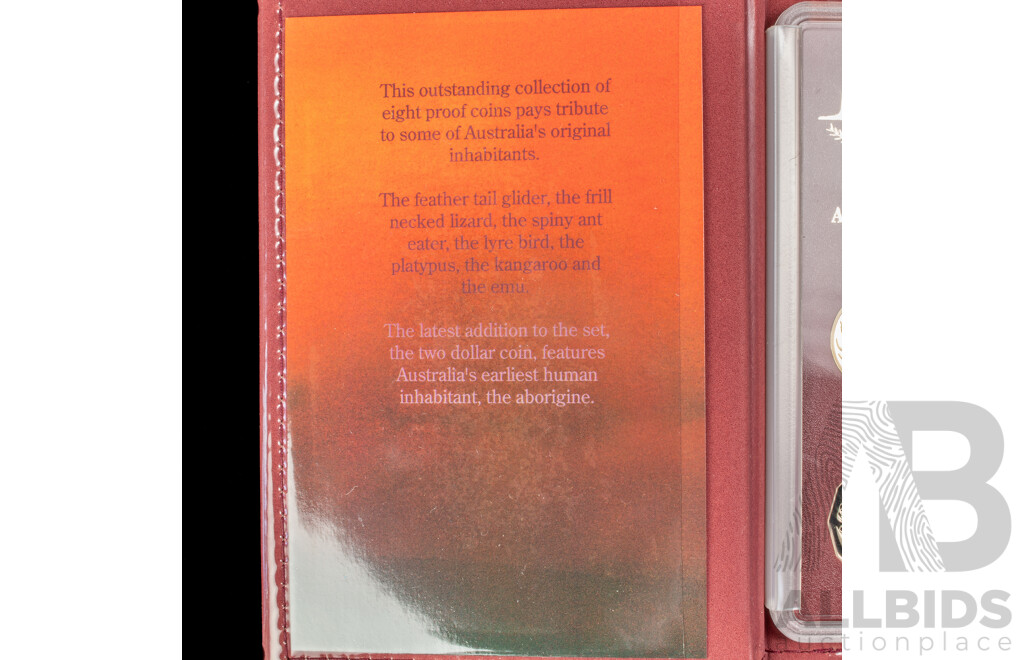 This outstanding collection of
eight proof coins pays tribute
to some of Australia's original
inhabitants.
The feather tail glider, the frill
necked lizard, the spiny ant
eater, the lyre bird, the
platypus, the kangaroo and
the emu.
The latest addition to the set,
the two dollar coin, features
Australia's earliest human
inhabitant, the aborigine.
A
AB
ALLBIDS
auctionplace